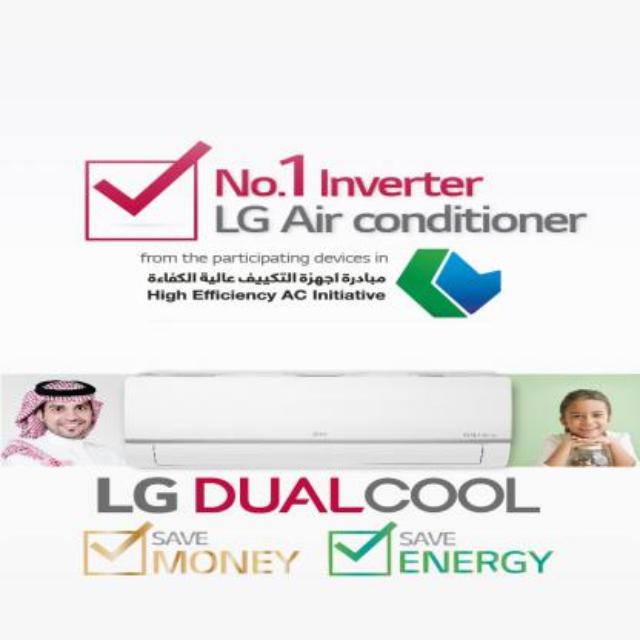 No.1 Inverter
LG Air conditioner
from the participating devices in
مبادرة اجهزة التكييف عالية الكفاءة
High Efficiency AC Initiative
LG DUALCOOL
SAVE
MONEY
SAVE
ENERGY